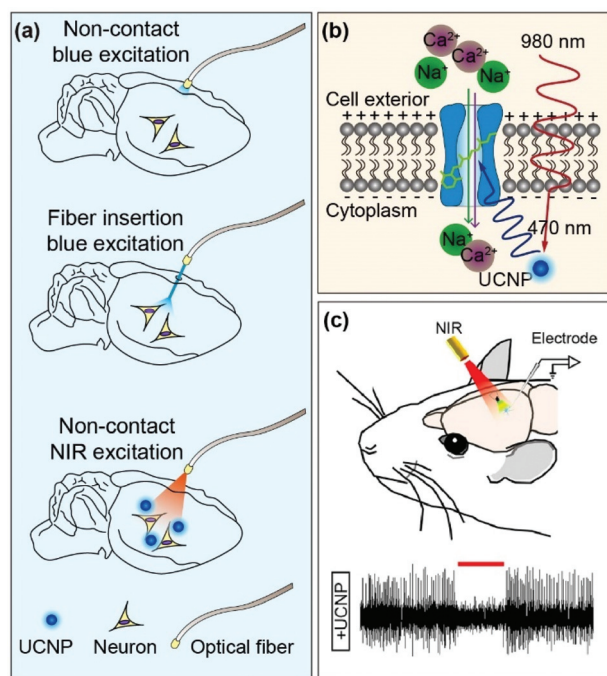 (a)
Non-contact
blue excitation
Fiber insertion
blue excitation
Non-contact
NIR excitation
UCNP
Neuron
Optical fiber
(b)
Ca²⁺
Ca²⁺
Na⁺
Na⁺
980 nm
Cell exterior
+ + + + + + + + + + + + + +
- - - - - - - - - -
Cytoplasm
470 nm
Na⁺
Ca²⁺
UCNP
(c)
NIR
Electrode
+UCNP